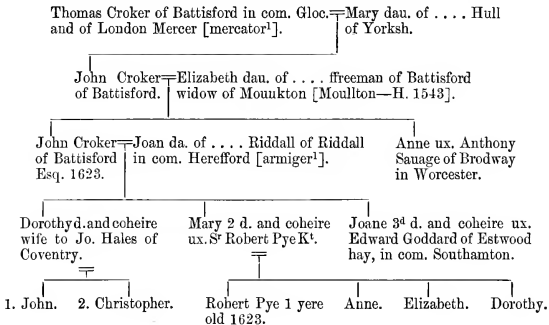 Thomas Croker of Battisford in com. Gloc. Mary dau. of .... Hull
and of London Mercer [mercator¹]. of Yorksh.
John Croker Elizabeth dau. of .... ffreeman of Battisford
of Battisford. widow of Mouukton [Moullton—H. 1543].
John Croker Joan da. of .... Riddall of Riddall Anne ux. Anthony
of Battisford in com. Herefford [armiger¹]. Sauage of Brodway
Esq. 1623. in Worcester.
Dorothy d. and coheire Mary 2 d. and coheire Joane 3ᵈ d. and coheire ux.
wife to Jo. Hales of ux. Sʳ Robert Pye Kᵗ. Edward Goddard of Estwood
Coventry. hay, in com. Southamton.
1. John. 2. Christopher. Robert Pye 1 yere Anne. Elizabeth. Dorothy.
old 1623.